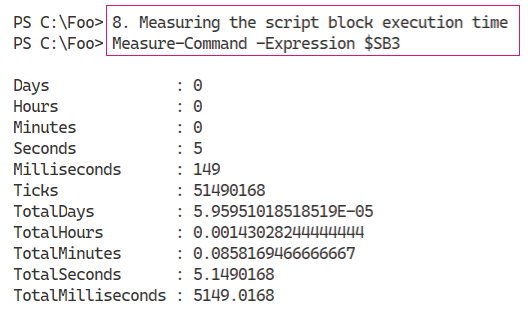 PS C:\Foo> 8. Measuring the script block execution time
PS C:\Foo> Measure-Command -Expression $SB3
Days : 0
Hours : 0
Minutes : 0
Seconds : 5
Milliseconds : 149
Ticks : 51490168
TotalDays : 5.95951018518519E-05
TotalHours : 0.00143028244444444
TotalMinutes : 0.0858169466666667
TotalSeconds : 5.1490168
TotalMilliseconds : 5149.0168